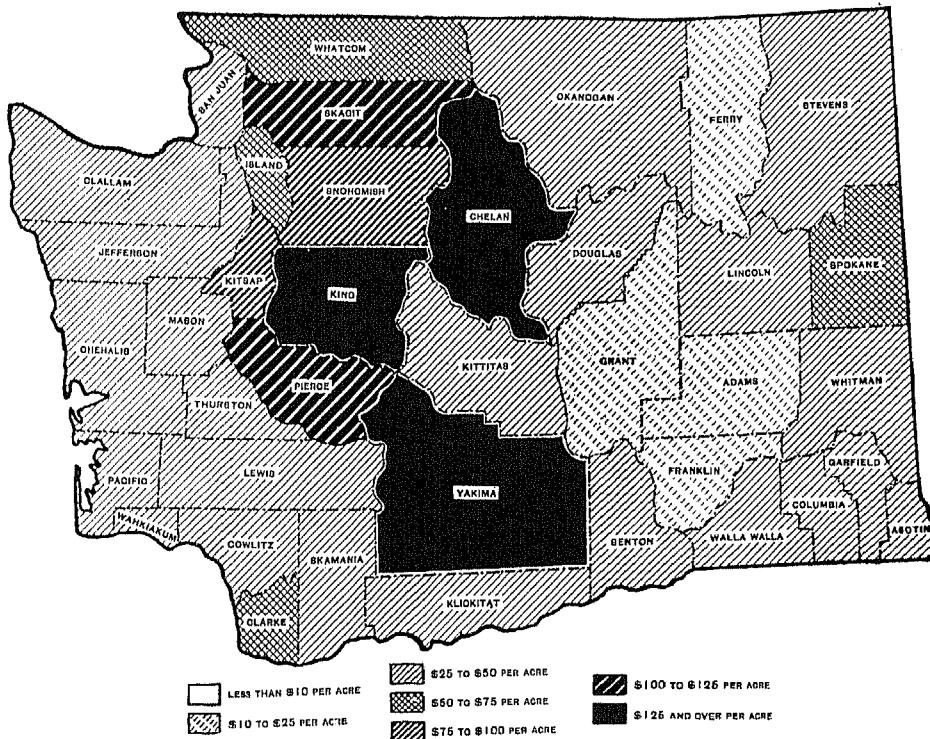 WHATCOM
SAN JUAN
SKAGIT
OKANOGAN
FERRY
STEVENS
ISLAND
CLALLAM
SNOHOMISH
CHELAN
JEFFERSON
DOUGLAS
SPOKANE
LINCOLN
KITSAP
KING
MASON
CHEHALIS
GRANT
KITTITAS
ADAMS
WHITMAN
PIERCE
THURSTON
LEWIS
GARFIELD
FRANKLIN
PACIFIC
YAKIMA
COLUMBIA
WAHKIAKUM
ASOTIN
COWLITZ
BENTON
WALLA WALLA
SKAMANIA
KLICKITAT
CLARKE
LESS THAN $10 PER ACRE
$10 TO $25 PER ACRE
$25 TO $50 PER ACRE
$50 TO $75 PER ACRE
$75 TO $100 PER ACRE
$100 TO $125 PER ACRE
$125 AND OVER PER ACRE